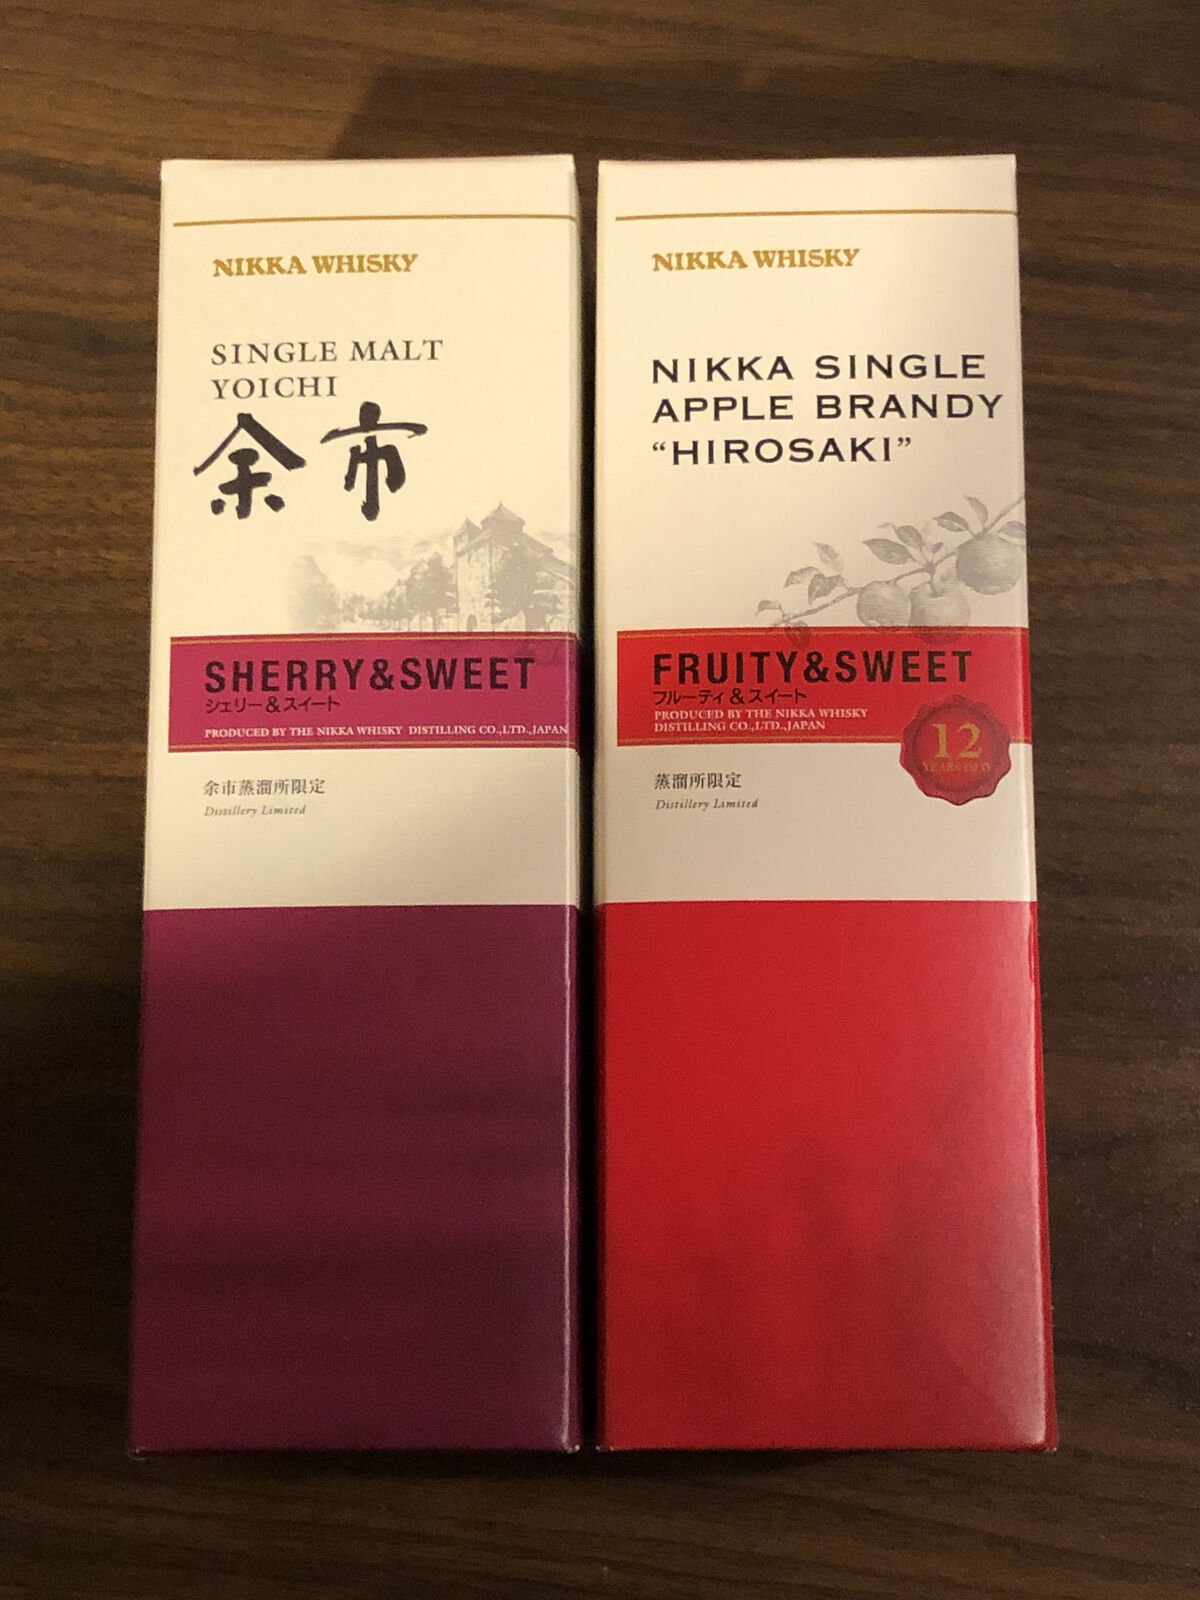 NIKKA WHISKY
SINGLE MALT
YOICHI
余市
SHERRY&SWEET
シェリー&スイート
PRODUCED BY THE NIKKA WHISKY DISTILLING CO.,LTD.,JAPAN
余市蒸溜所限定
Distillery Limited
NIKKA WHISKY
NIKKA SINGLE
APPLE BRANDY
“HIROSAKI”
FRUITY&SWEET
フルーティ&スイート
PRODUCED BY THE NIKKA WHISKY
DISTILLING CO.,LTD.,JAPAN
12
YEARS OLD
蒸溜所限定
Distillery Limited